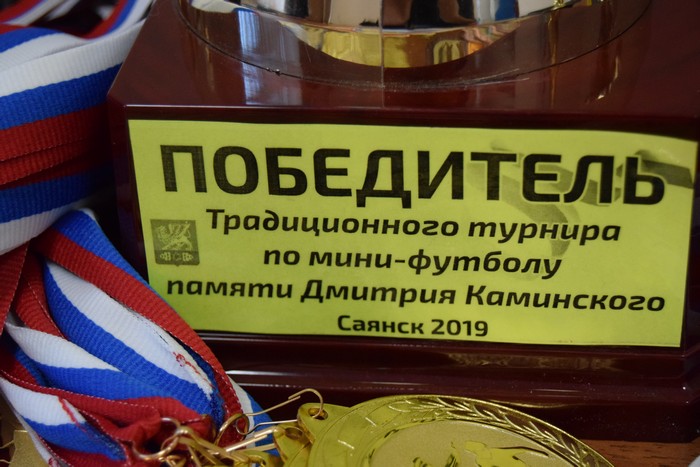 ПОБЕДИТЕЛЬ
Традиционного турнира
по мини-футболу
памяти Дмитрия Каминского
Саянск 2019